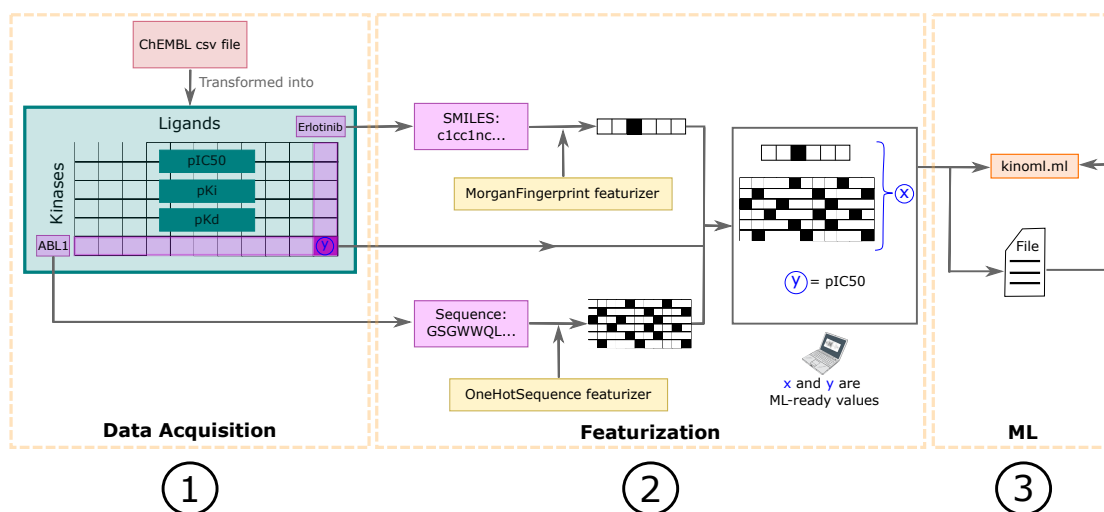 ChEMBL csv file
Transformed into
Ligands
Erlotinib
Kinases
pIC50
pKi
pKd
ABL1
y
Data Acquisition
1
SMILES:
c1cc1nc...
MorganFingerprint featurizer
Sequence:
GSGWWQL...
OneHotSequence featurizer
x
y = pIC50
x and y are
ML-ready values
Featurization
2
kinoml.ml
File
ML
3